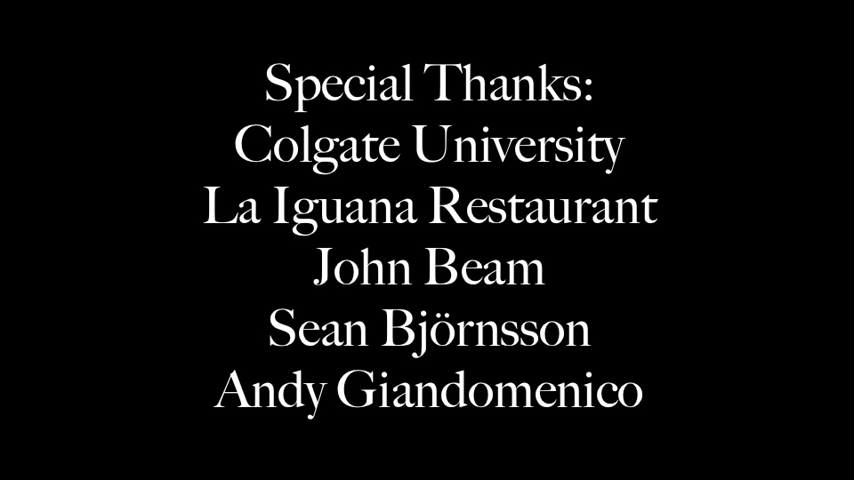 Special Thanks:
Colgate University
La Iguana Restaurant
John Beam
Sean Björnsson
Andy Giandomenico